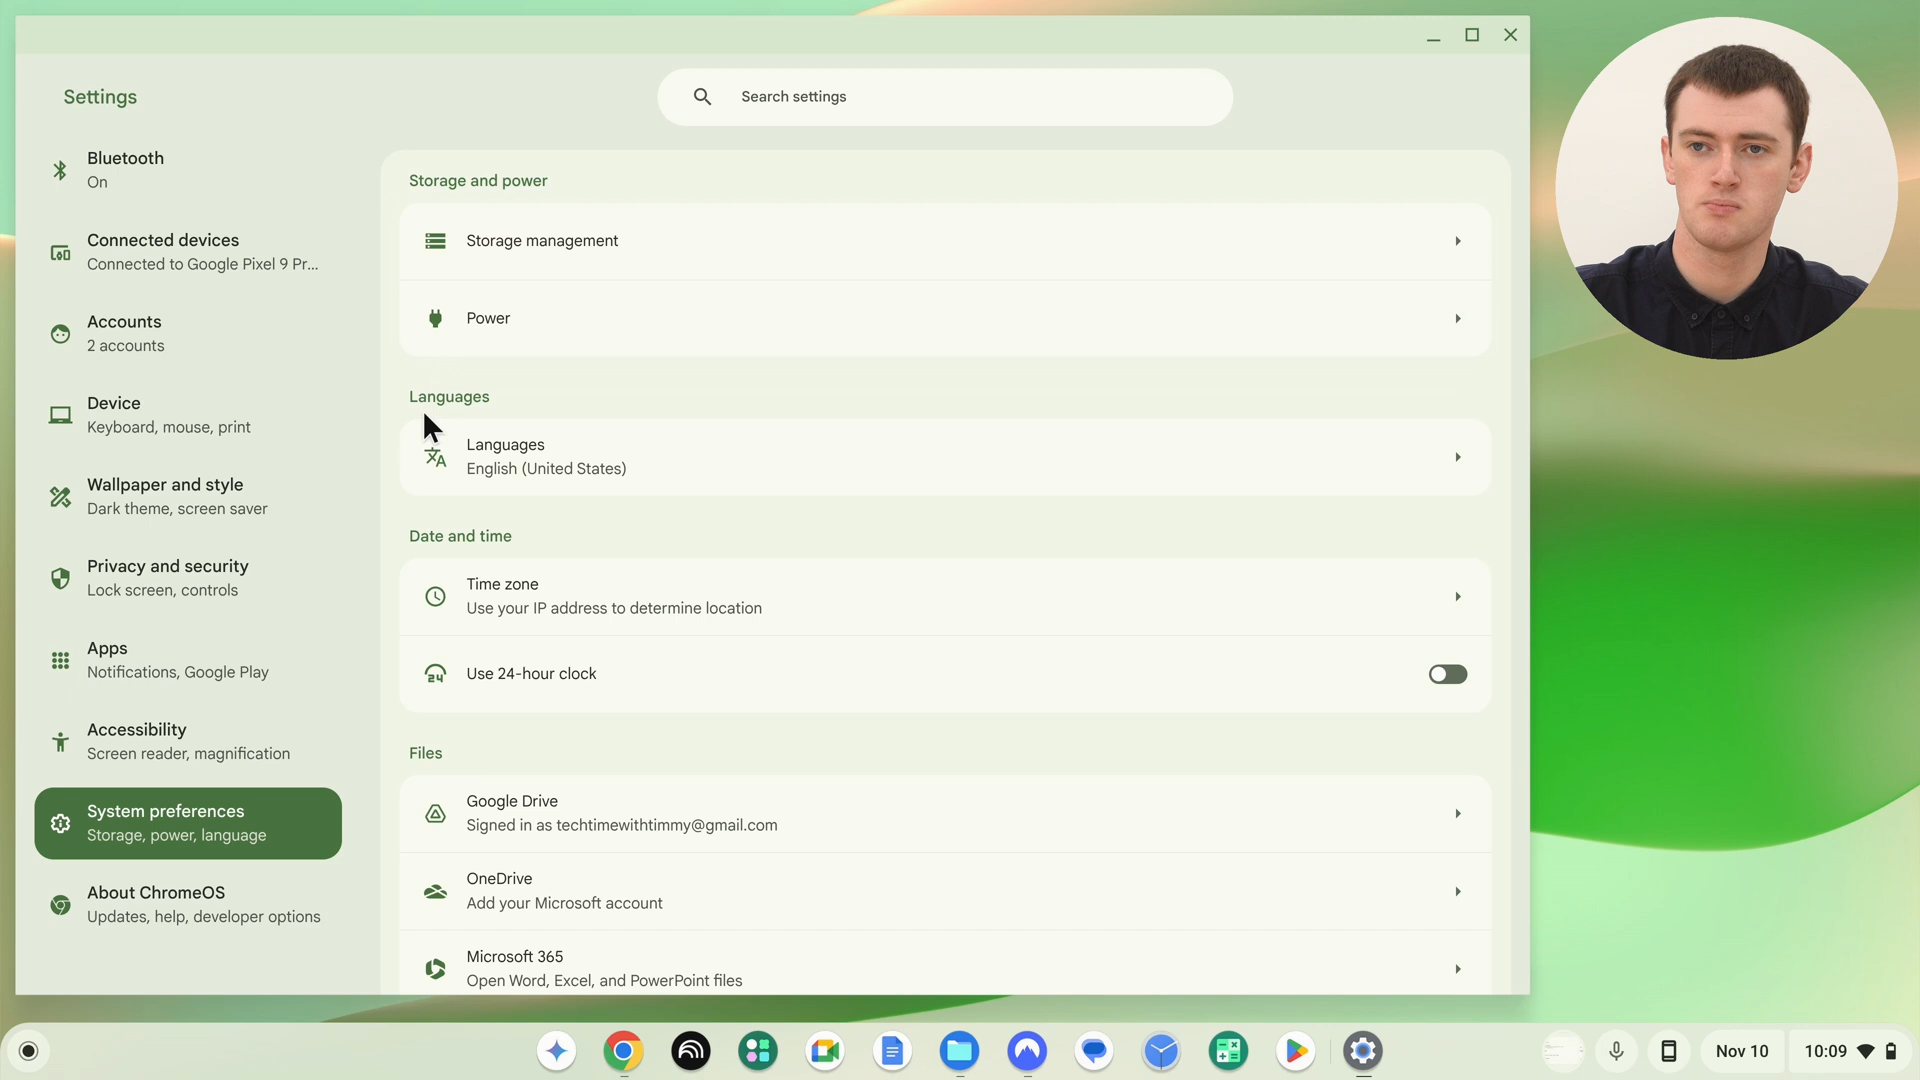 Settings
Search settings
Bluetooth
On
Connected devices
Connected to Google Pixel 9 Pr...
Accounts
2 accounts
Device
Keyboard, mouse, print
Wallpaper and style
Dark theme, screen saver
Privacy and security
Lock screen, controls
Apps
Notifications, Google Play
Accessibility
Screen reader, magnification
System preferences
Storage, power, language
About ChromeOS
Updates, help, developer options
Storage and power
Storage management
Power
Languages
Languages
English (United States)
Date and time
Time zone
Use your IP address to determine location
24
Use 24-hour clock
Files
Google Drive
Signed in as techtimewithtimmy@gmail.com
OneDrive
Add your Microsoft account
Microsoft 365
Open Word, Excel, and PowerPoint files
Nov 10
10:09